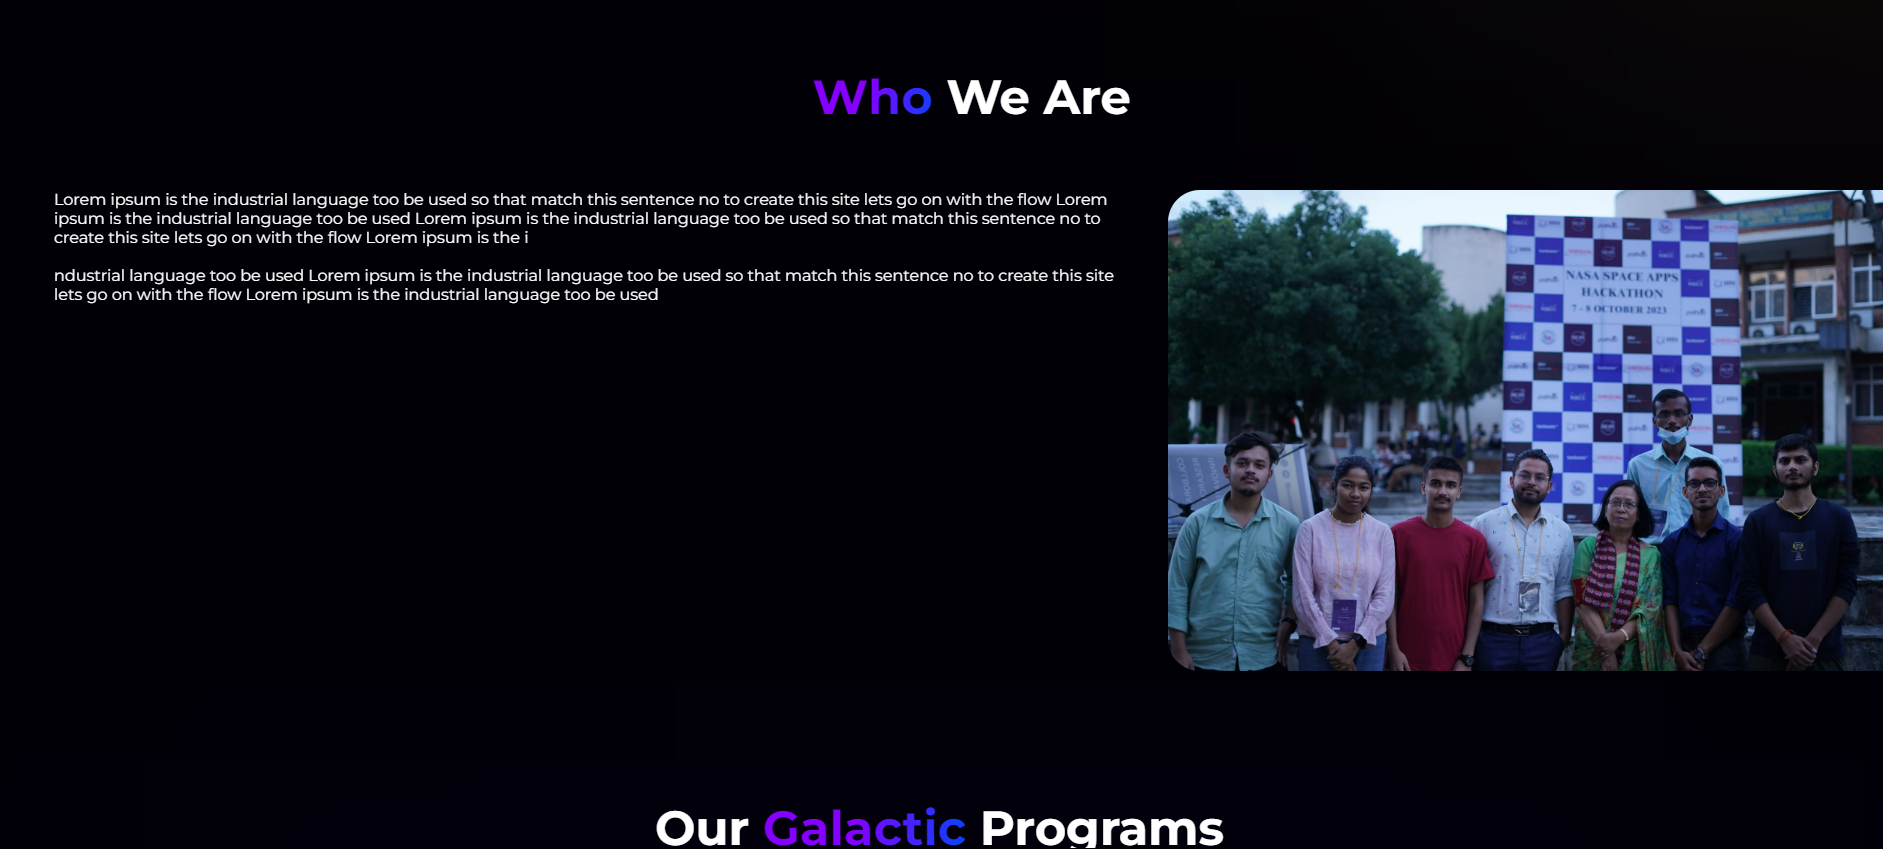 Who We Are
Lorem ipsum is the industrial language too be used so that match this sentence no to create this site lets go on with the flow Lorem
ipsum is the industrial language too be used Lorem ipsum is the industrial language too be used so that match this sentence no to
create this site lets go on with the flow Lorem ipsum is the i
ndustrial language too be used Lorem ipsum is the industrial language too be used so that match this sentence no to create this site
lets go on with the flow Lorem ipsum is the industrial language too be used
NASA SPACE APPS
HACKATHON
7 - 8 OCTOBER 2023
Our Galactic Programs